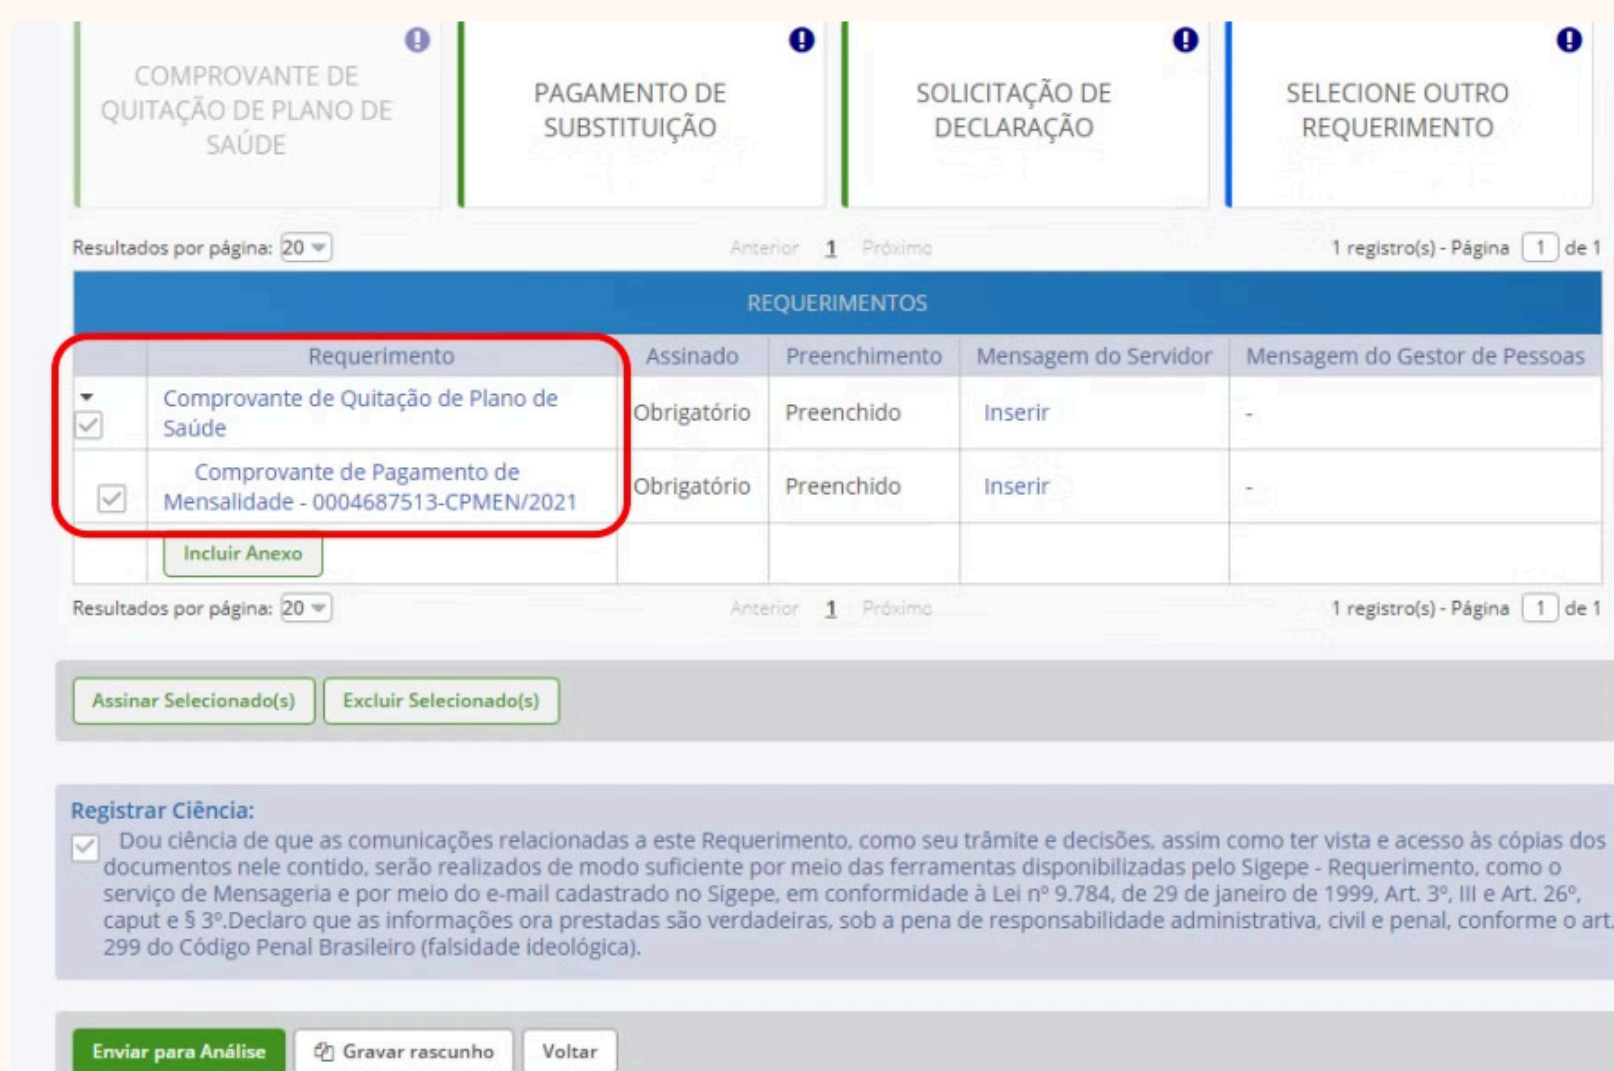 COMPROVANTE DE
QUITAÇÃO DE PLANO DE
SAÚDE
PAGAMENTO DE
SUBSTITUIÇÃO
SOLICITAÇÃO DE
DECLARAÇÃO
SELECIONE OUTRO
REQUERIMENTO
Resultados por página: 20 Anterior 1 Próximo 1 registro(s) - Página 1 de 1
REQUERIMENTOS
Requerimento Assinado Preenchimento Mensagem do Servidor Mensagem do Gestor de Pessoas
Comprovante de Quitação de Plano de
Saúde
Obrigatório Preenchido Inserir -
Comprovante de Pagamento de
Mensalidade - 0004687513-CPMEN/2021
Obrigatório Preenchido Inserir -
Incluir Anexo
Resultados por página: 20 Anterior 1 Próximo 1 registro(s) - Página 1 de 1
Assinar Selecionado(s) Excluir Selecionado(s)
Registrar Ciência:
Dou ciência de que as comunicações relacionadas a este Requerimento, como seu trâmite e decisões, assim como ter vista e acesso às cópias dos
documentos nele contido, serão realizados de modo suficiente por meio das ferramentas disponibilizadas pelo Sigepe - Requerimento, como o
serviço de Mensageria e por meio do e-mail cadastrado no Sigepe, em conformidade à Lei nº 9.784, de 29 de janeiro de 1999, Art. 3º, III e Art. 26º,
caput e § 3º.Declaro que as informações ora prestadas são verdadeiras, sob a pena de responsabilidade administrativa, civil e penal, conforme o art.
299 do Código Penal Brasileiro (falsidade ideológica).
Enviar para Análise Gravar rascunho Voltar